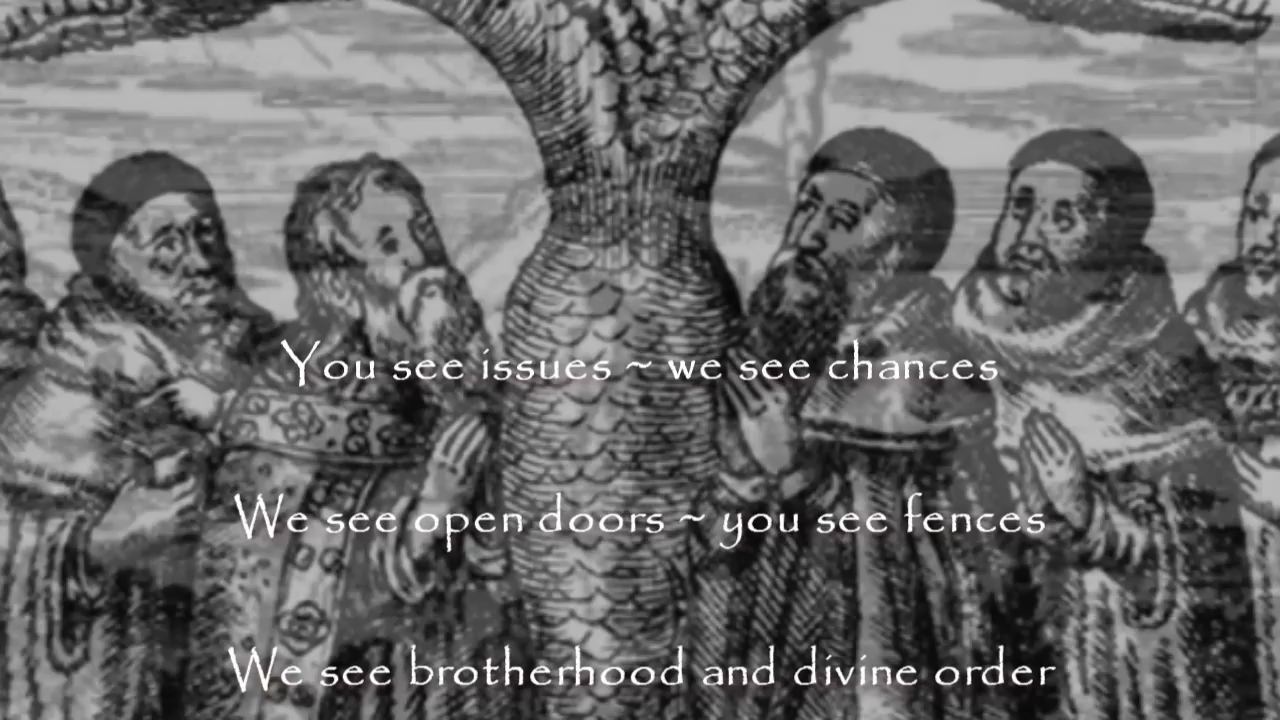 You see issues ~ we see chances
We see open doors ~ you see fences
We see brotherhood and divine order